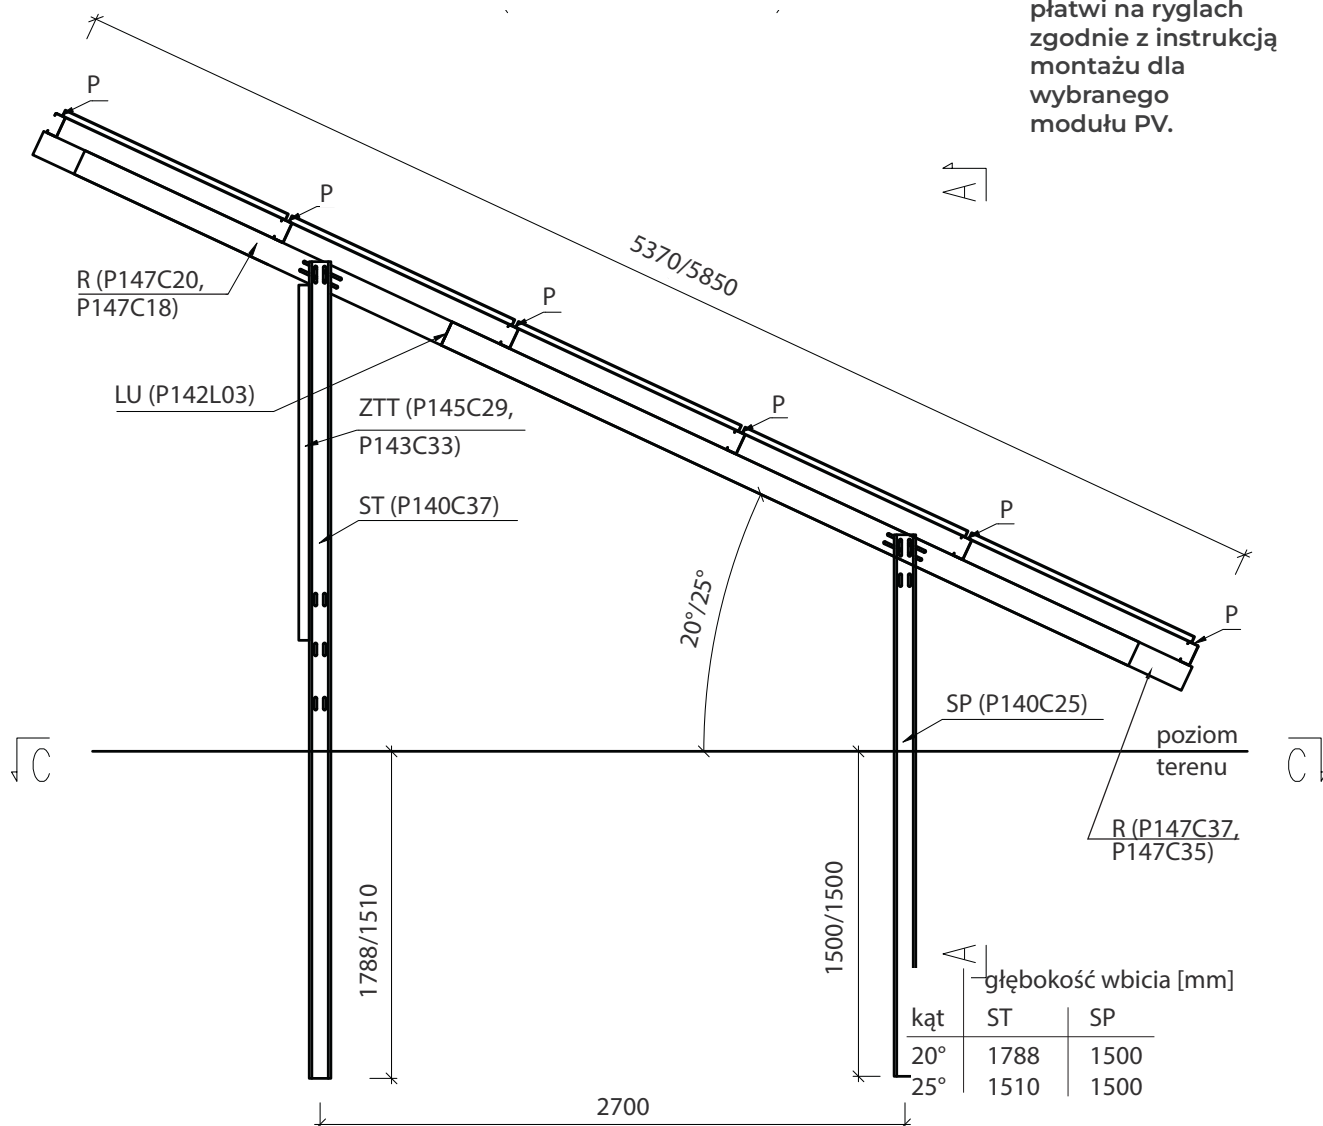 płatwi na ryglach
zgodnie z instrukcją
montażu dla
wybranego
modułu PV.
P
A
P
5370/5850
R (P147C20,
P147C18)
P
LU (P142L03)
ZTT (P145C29,
P143C33)
P
ST (P140C37)
P
20°/25°
P
SP (P140C25)
poziom
terenu
C
C
R (P147C37,
P147C35)
1788/1510
1500/1500
A
głębokość wbicia [mm]
kąt ST SP
20° 1788 1500
25° 1510 1500
2700